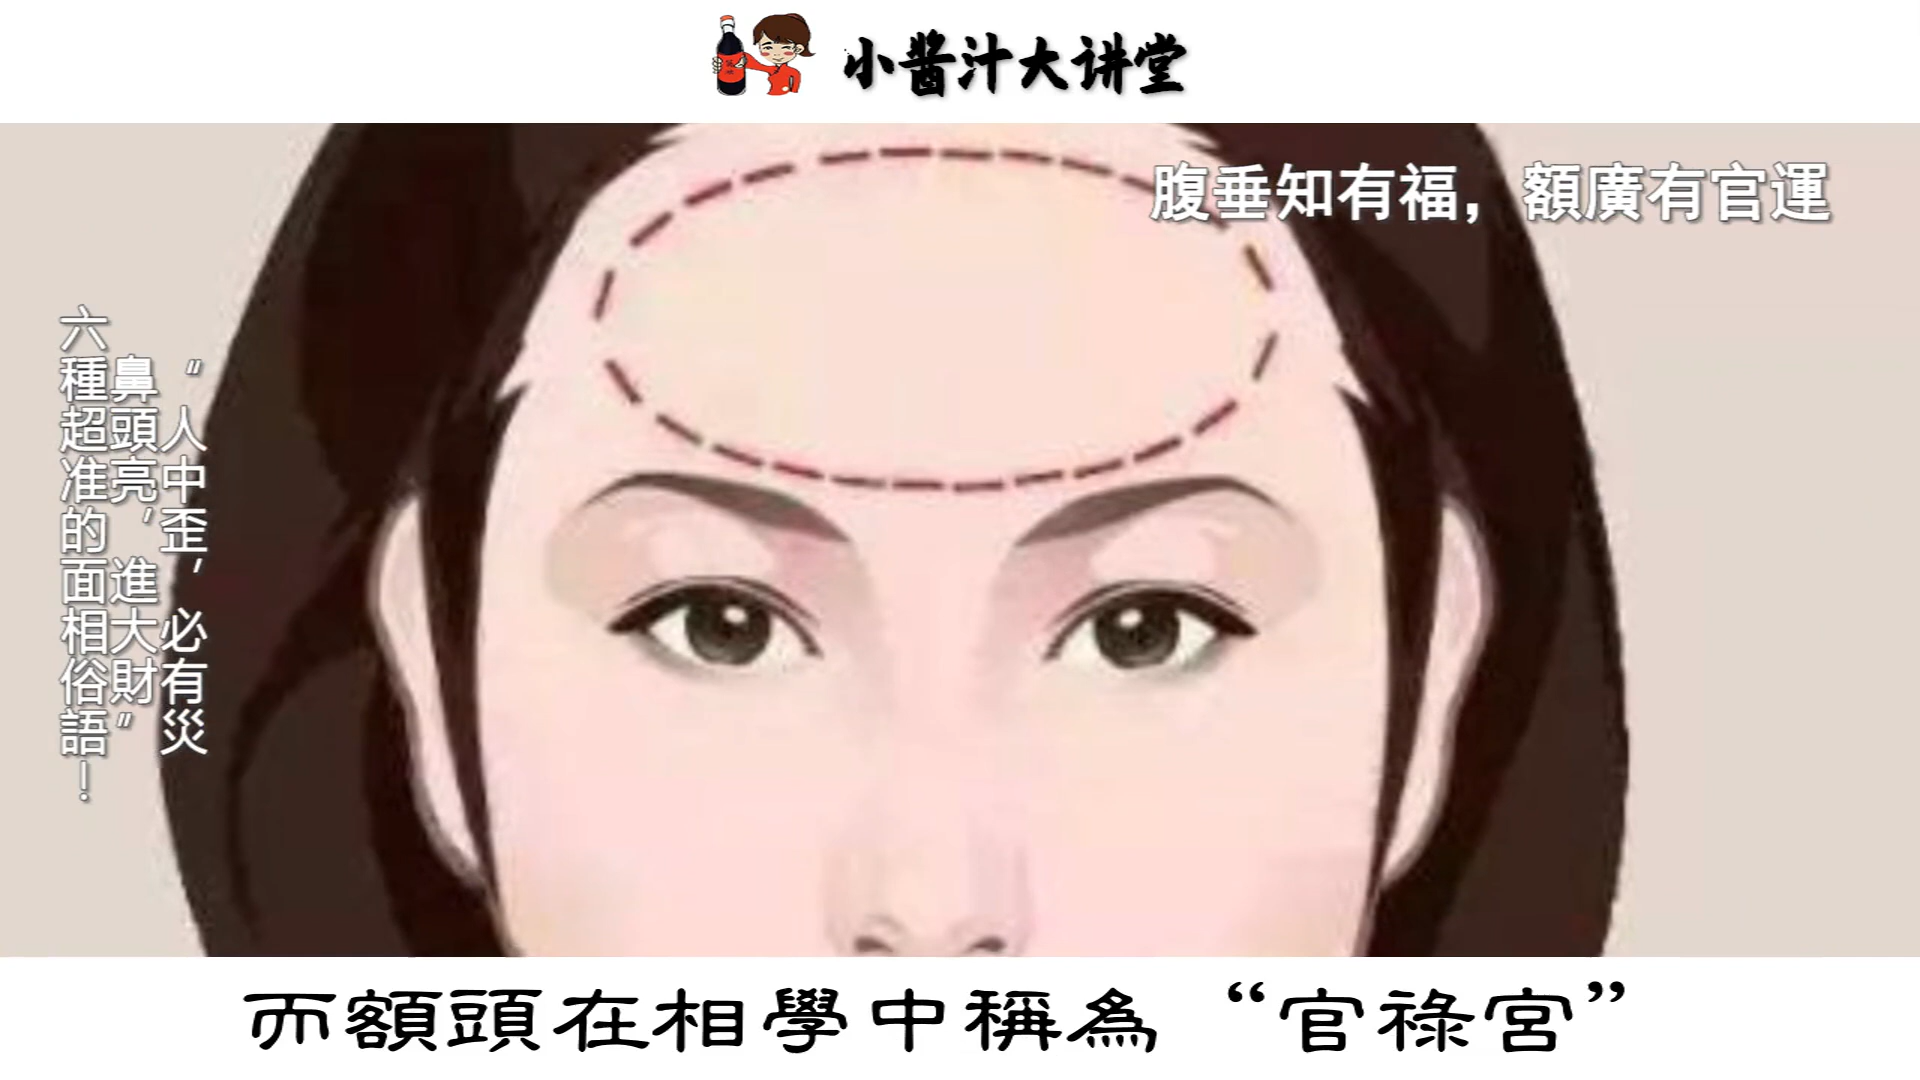 小酱汁大讲堂
腹垂知有福，額廣有官運
“人中歪，必有災
鼻頭亮，進大財”
六種超准的面相俗語！
而額頭在相學中稱為“官祿宮”